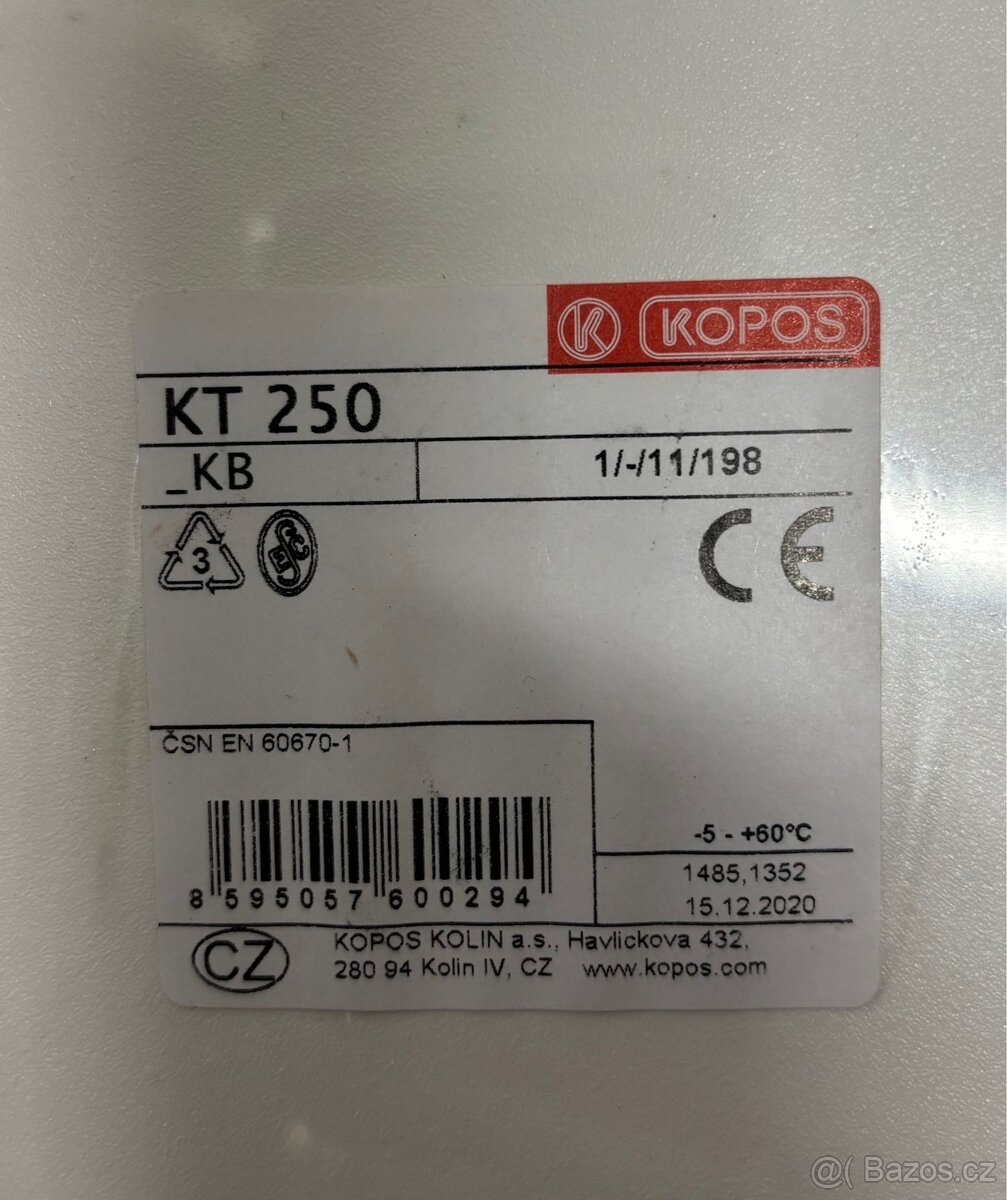 K KOPOS
KT 250
_KB
1/-/11/198
3
CE
ČSN EN 60670-1
8 595057 600294
-5 - +60°C
1485,1352
15.12.2020
CZ
KOPOS KOLIN a.s., Havlickova 432,
280 94 Kolin IV, CZ www.kopos.com
@( Bazos.cz